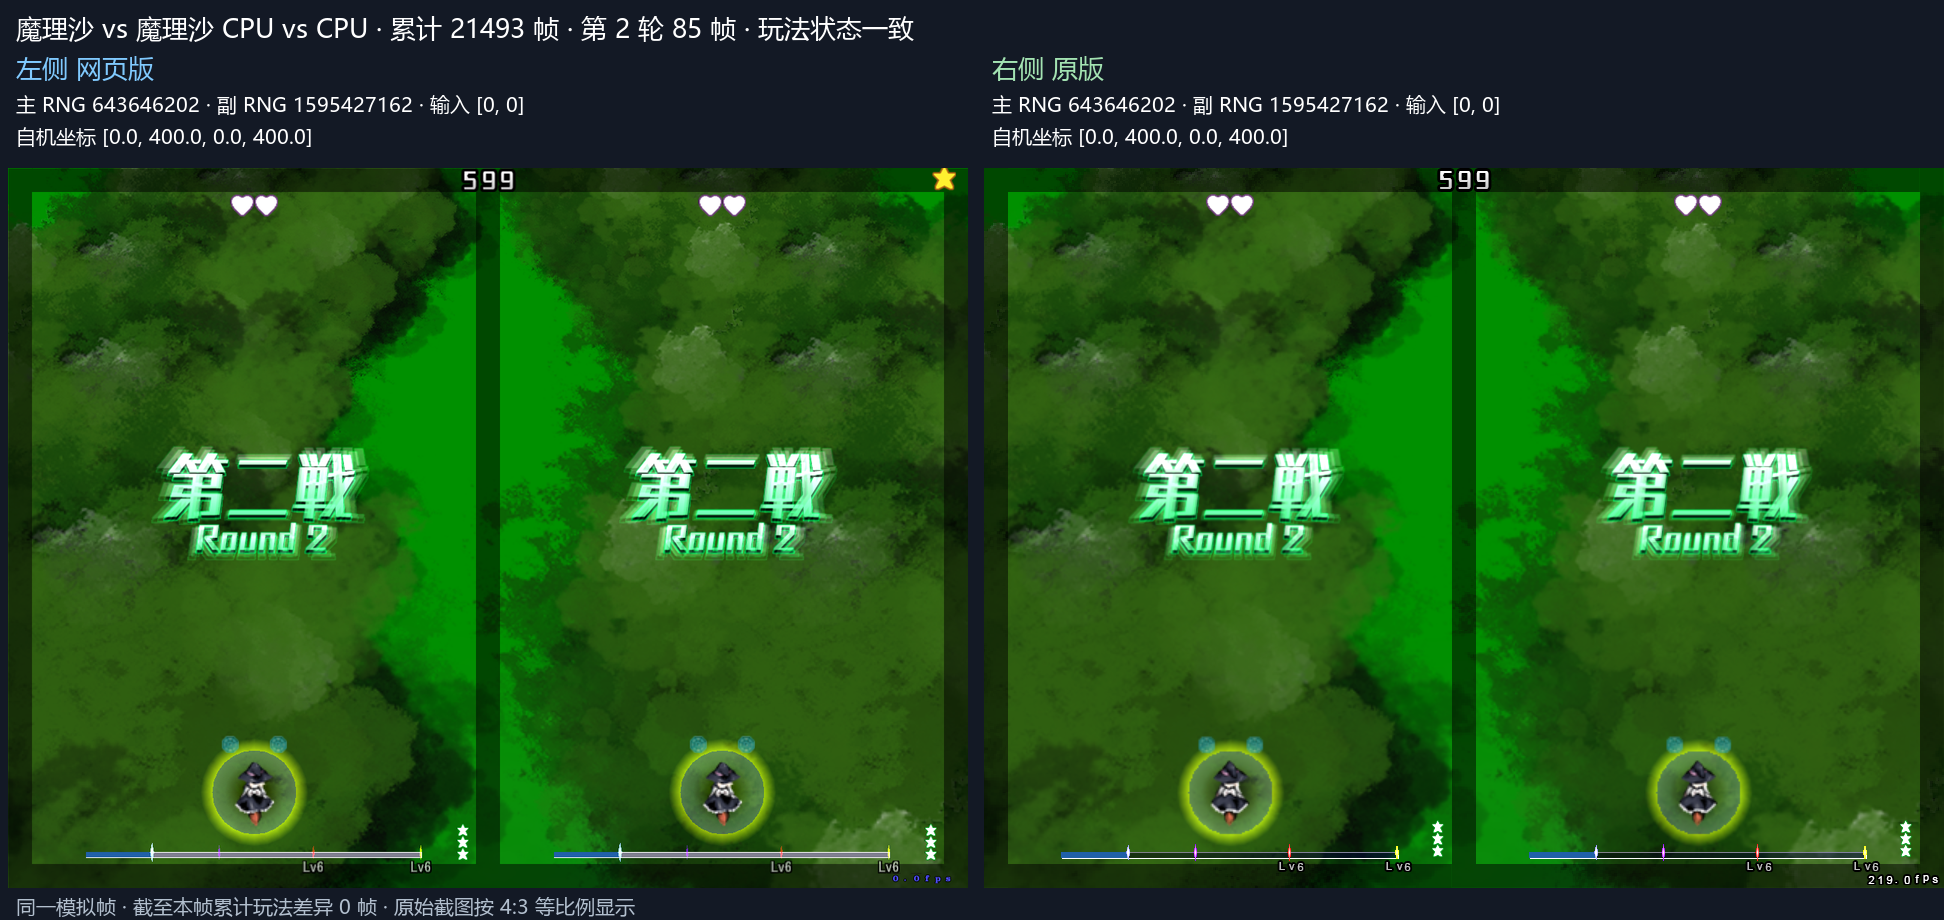 魔理沙 vs 魔理沙 CPU vs CPU · 累计 21493 帧 · 第 2 轮 85 帧 · 玩法状态一致
左侧 网页版
主 RNG 643646202 · 副 RNG 1595427162 · 输入 [0, 0]
自机坐标 [0.0, 400.0, 0.0, 400.0]
右侧 原版
主 RNG 643646202 · 副 RNG 1595427162 · 输入 [0, 0]
自机坐标 [0.0, 400.0, 0.0, 400.0]
599
第二戦
Round 2
第二戦
Round 2
Lv6
Lv6
Lv6
Lv6
0.0fps
599
第二戦
Round 2
第二戦
Round 2
Lv6
Lv6
Lv6
Lv6
219.0fps
同一模拟帧 · 截至本帧累计玩法差异 0 帧 · 原始截图按 4:3 等比例显示